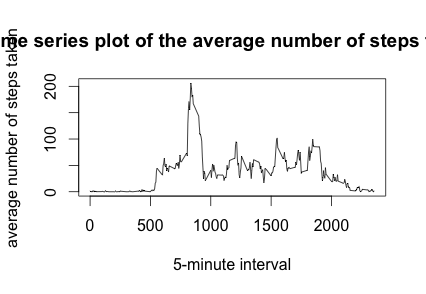 me series plot of the average number of steps
average number of steps taken
200
0
0
500
1000
1500
2000
5-minute interval